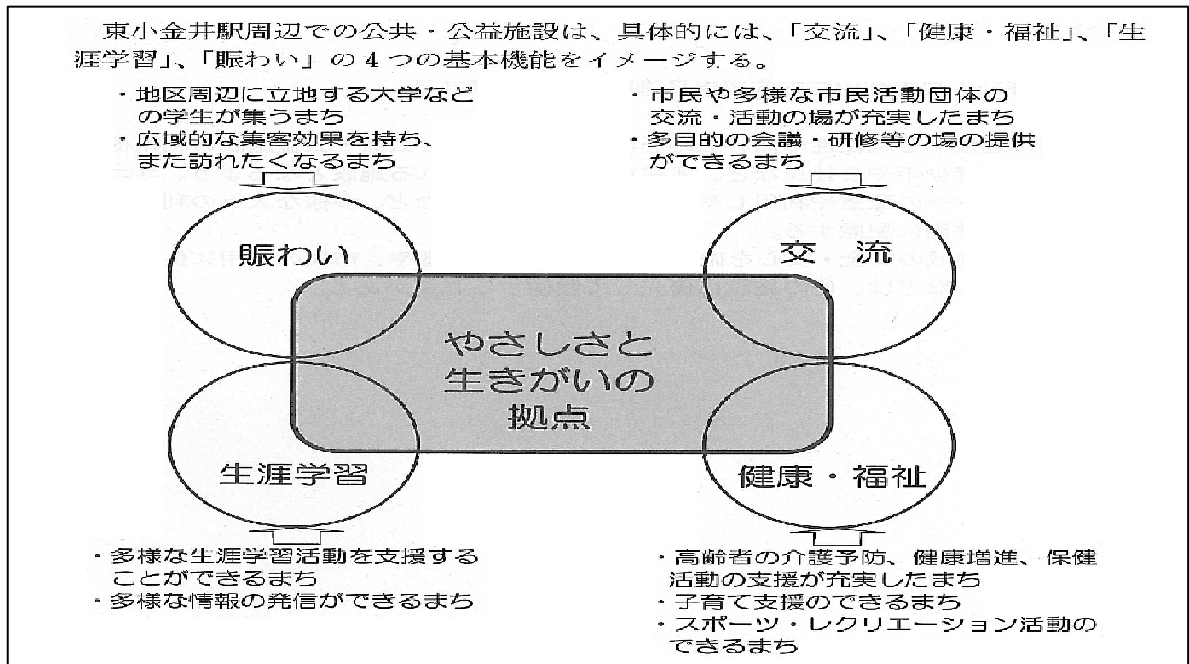 東小金井駅周辺での公共・公益施設は、具体的には、「交流」、「健康・福祉」、「生
涯学習」、「賑わい」の４つの基本機能をイメージする。
・地区周辺に立地する大学など
の学生が集うまち
・広域的な集客効果を持ち、
また訪れたくなるまち
・市民や多様な市民活動団体の
交流・活動の場が充実したまち
・多目的の会議・研修等の場の提供
ができるまち
賑わい
交　流
やさしさと
生きがいの
拠点
生涯学習
健康・福祉
・多様な生涯学習活動を支援する
ことができるまち
・多様な情報の発信ができるまち
・高齢者の介護予防、健康増進、保健
活動の支援が充実したまち
・子育て支援のできるまち
・スポーツ・レクリエーション活動の
できるまち